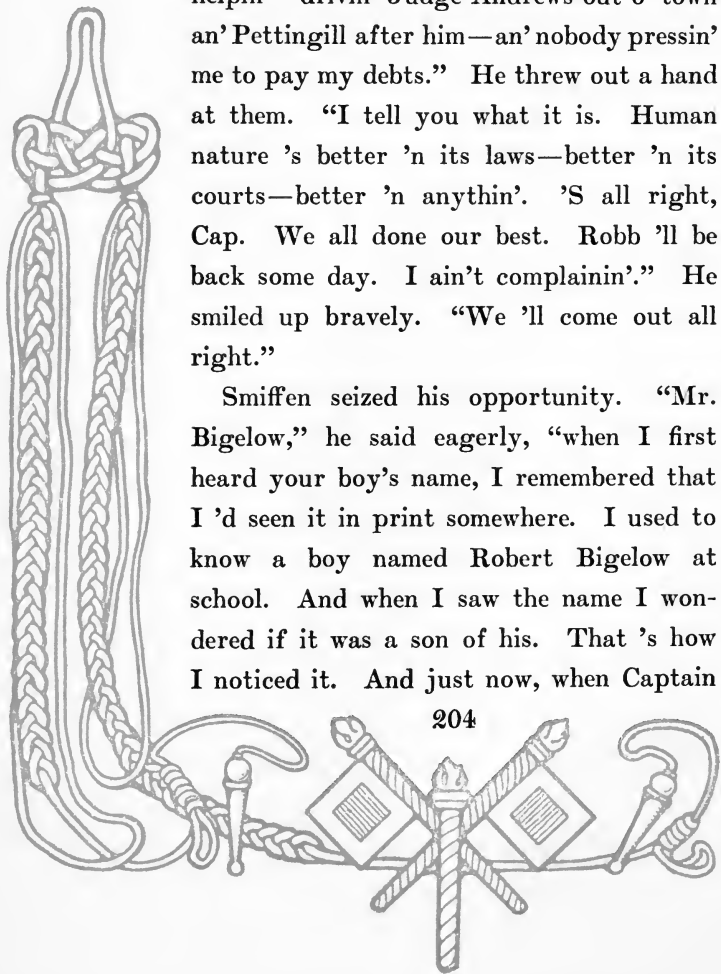 an' Pettingill after him—an' nobody pressin'
me to pay my debts." He threw out a hand
at them. "I tell you what it is. Human
nature 's better 'n its laws—better 'n its
courts—better 'n anythin'. 'S all right,
Cap. We all done our best. Robb 'll be
back some day. I ain't complainin'." He
smiled up bravely. "We 'll come out all
right."
Smiffen seized his opportunity. "Mr.
Bigelow," he said eagerly, "when I first
heard your boy's name, I remembered that
I 'd seen it in print somewhere. I used to
know a boy named Robert Bigelow at
school. And when I saw the name I won-
dered if it was a son of his. That 's how
I noticed it. And just now, when Captain
204